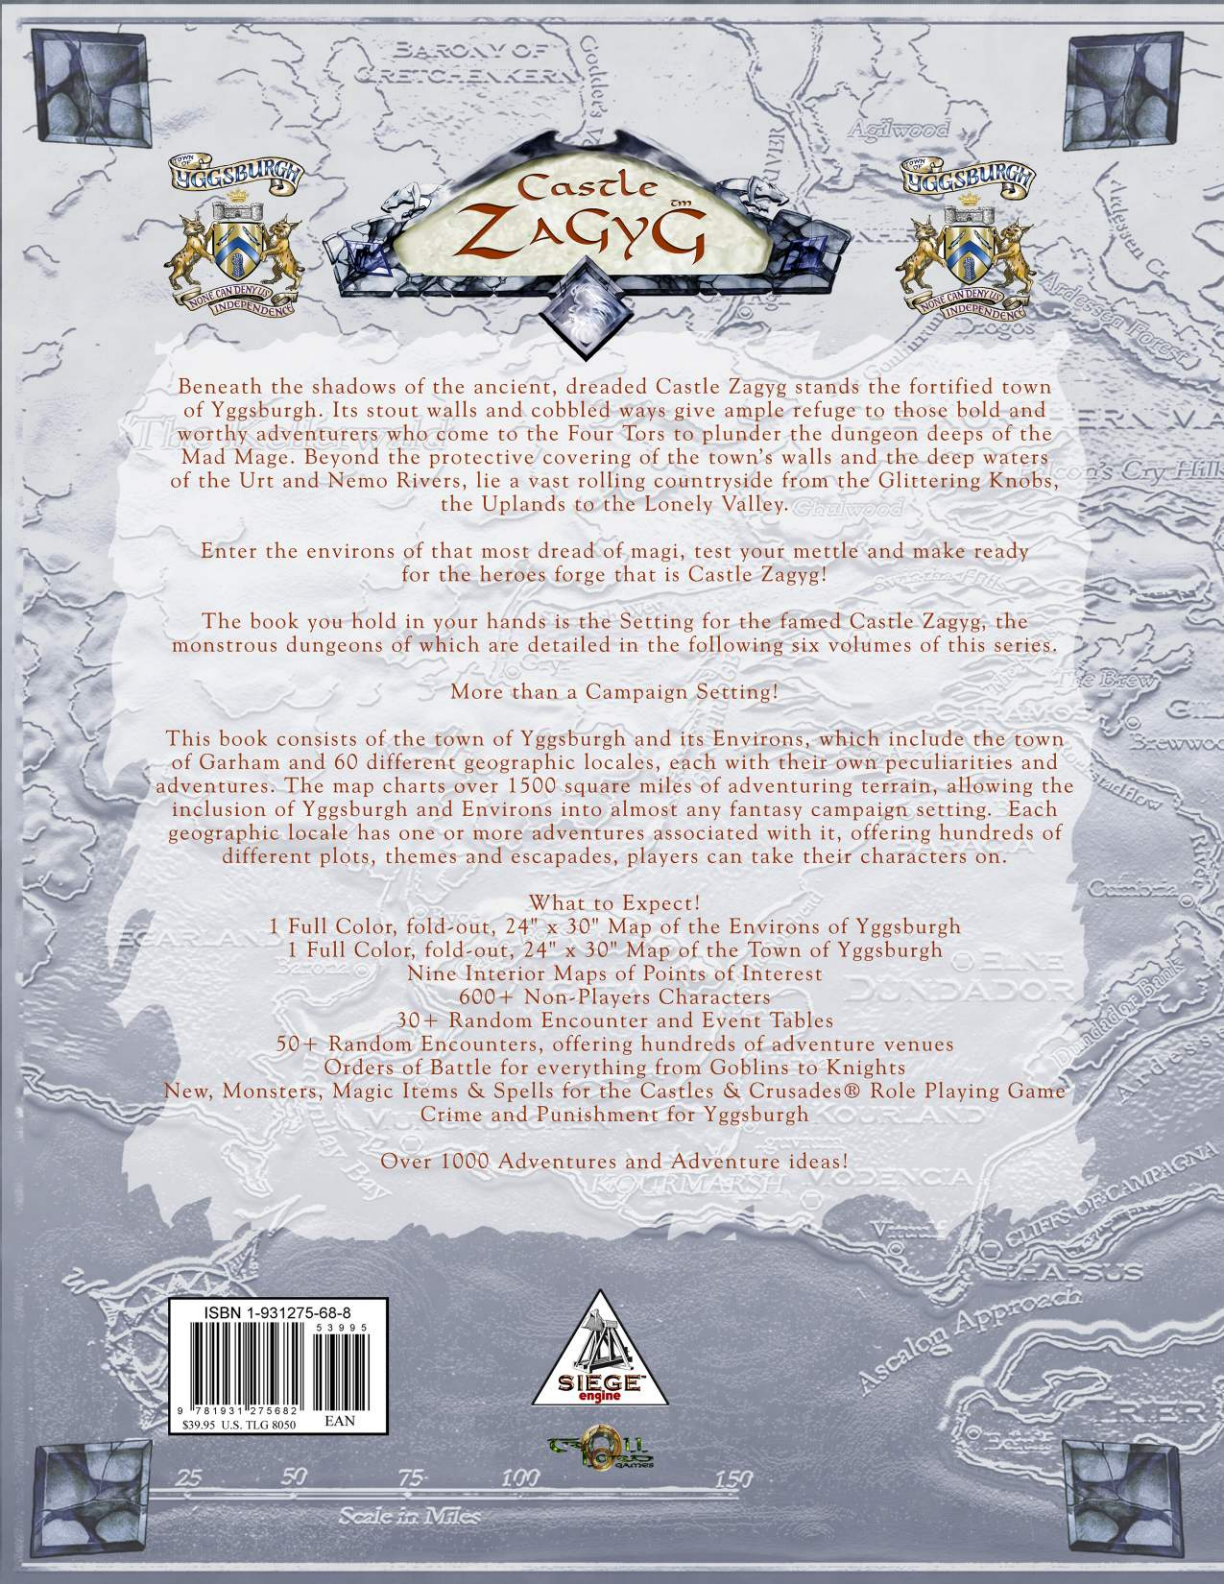 BARONY OF
GRETCHENKERN
Agilwood
TOWN OF
YGGSBURGH
NONE CAN DENY US
INDEPENDENCE
Castle
ZAGYG™
TOWN OF
YGGSBURGH
NONE CAN DENY US
INDEPENDENCE
Ardessen Forest
Beneath the shadows of the ancient, dreaded Castle Zagyg stands the fortified town
of Yggsburgh. Its stout walls and cobbled ways give ample refuge to those bold and
worthy adventurers who come to the Four Tors to plunder the dungeon deeps of the
Mad Mage. Beyond the protective covering of the town's walls and the deep waters
of the Urt and Nemo Rivers, lie a vast rolling countryside from the Glittering Knobs,
the Uplands to the Lonely Valley.
Enter the environs of that most dread of magi, test your mettle and make ready
for the heroes forge that is Castle Zagyg!
The book you hold in your hands is the Setting for the famed Castle Zagyg, the
monstrous dungeons of which are detailed in the following six volumes of this series.
More than a Campaign Setting!
This book consists of the town of Yggsburgh and its Environs, which include the town
of Garham and 60 different geographic locales, each with their own peculiarities and
adventures. The map charts over 1500 square miles of adventuring terrain, allowing the
inclusion of Yggsburgh and Environs into almost any fantasy campaign setting. Each
geographic locale has one or more adventures associated with it, offering hundreds of
different plots, themes and escapades, players can take their characters on.
What to Expect!
1 Full Color, fold-out, 24" x 30" Map of the Environs of Yggsburgh
1 Full Color, fold-out, 24" x 30" Map of the Town of Yggsburgh
Nine Interior Maps of Points of Interest
600+ Non-Players Characters
30+ Random Encounter and Event Tables
50+ Random Encounters, offering hundreds of adventure venues
Orders of Battle for everything from Goblins to Knights
New, Monsters, Magic Items & Spells for the Castles & Crusades® Role Playing Game
Crime and Punishment for Yggsburgh
Over 1000 Adventures and Adventure ideas!
The Brew
Cumbria
DUNDADOR
Dundador Bank
KOURLAND
KOURMARSH
VODENCIA
CLIFFS OF CAMPAGNA
Ascalon Approach
ISBN 1-931275-68-8
53995
9 781931 275682
$39.95 U.S. TLG 8050
EAN
SIEGE™
engine
Troll Lord
games
25 50 75 100 150
Scale in Miles